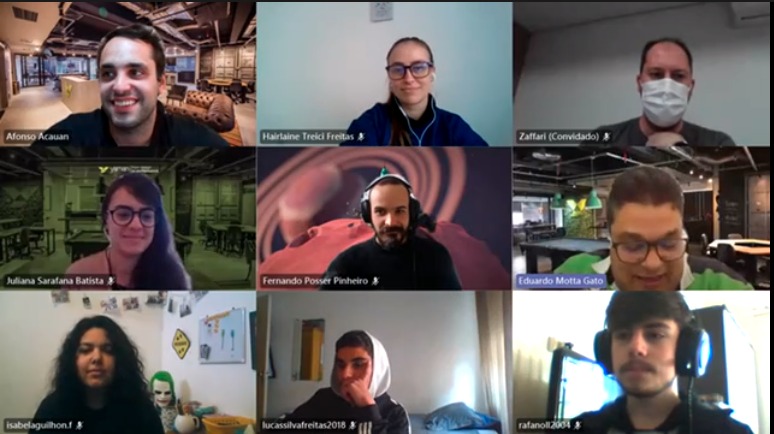 Afonso Acauan
Hairlaine Treici Freitas
Zaffari (Convidado)
Juliana Sarafana Batista
Fernando Posser Pinheiro
Eduardo Motta Gato
isabelaguilhon.f
lucassilvafreitas2018
rafanoll2004